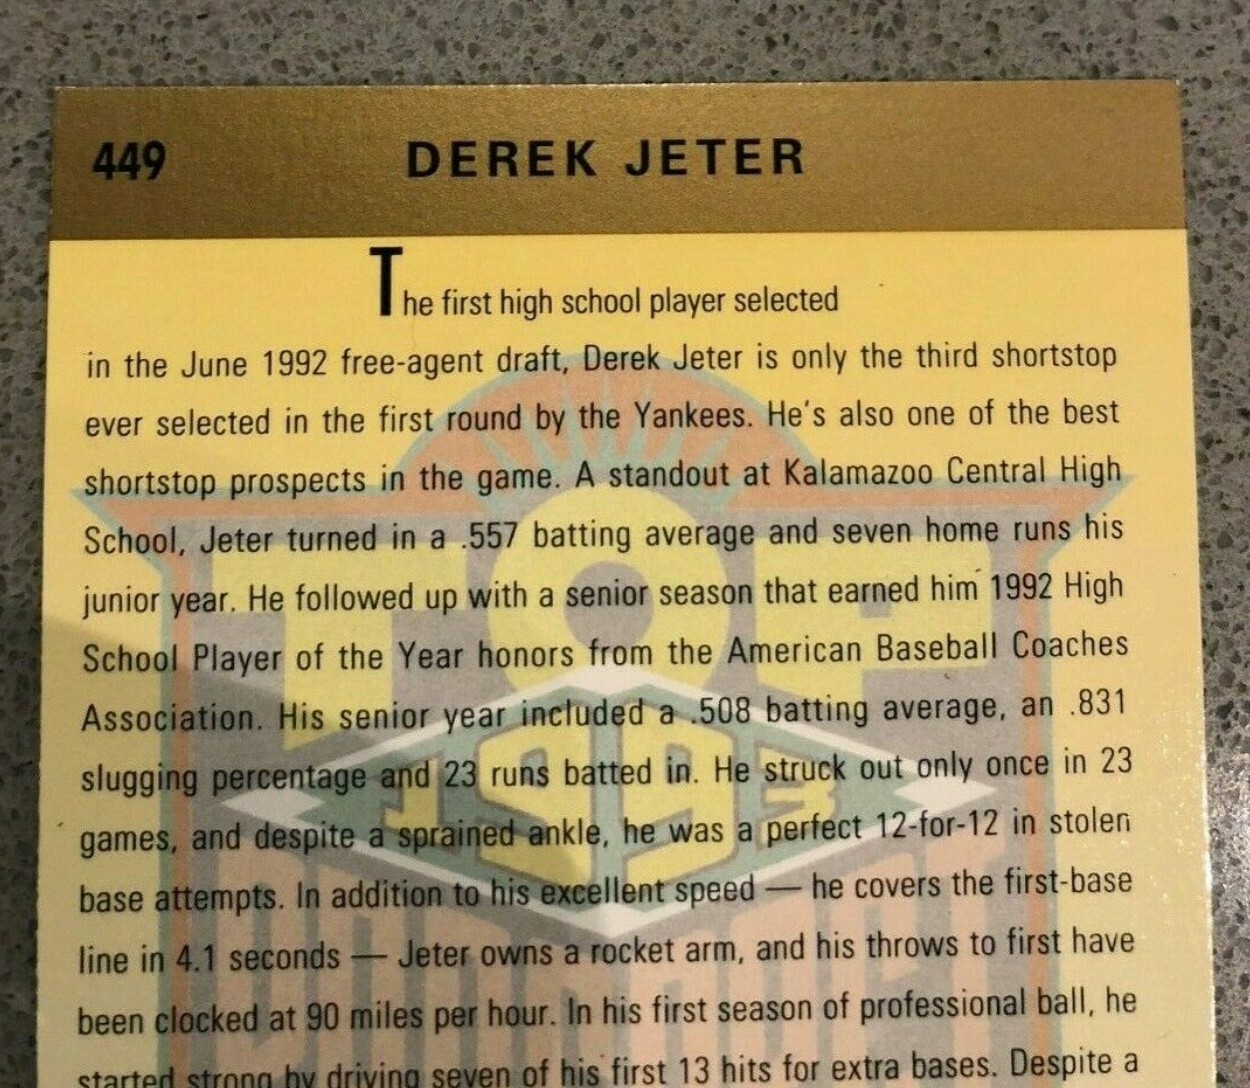 449 DEREK JETER
The first high school player selected
in the June 1992 free-agent draft, Derek Jeter is only the third shortstop
ever selected in the first round by the Yankees. He's also one of the best
shortstop prospects in the game. A standout at Kalamazoo Central High
School, Jeter turned in a .557 batting average and seven home runs his
junior year. He followed up with a senior season that earned him 1992 High
School Player of the Year honors from the American Baseball Coaches
Association. His senior year included a .508 batting average, an .831
slugging percentage and 23 runs batted in. He struck out only once in 23
games, and despite a sprained ankle, he was a perfect 12-for-12 in stolen
base attempts. In addition to his excellent speed — he covers the first-base
line in 4.1 seconds — Jeter owns a rocket arm, and his throws to first have
been clocked at 90 miles per hour. In his first season of professional ball, he
started strong by driving seven of his first 13 hits for extra bases. Despite a
TOP
1993